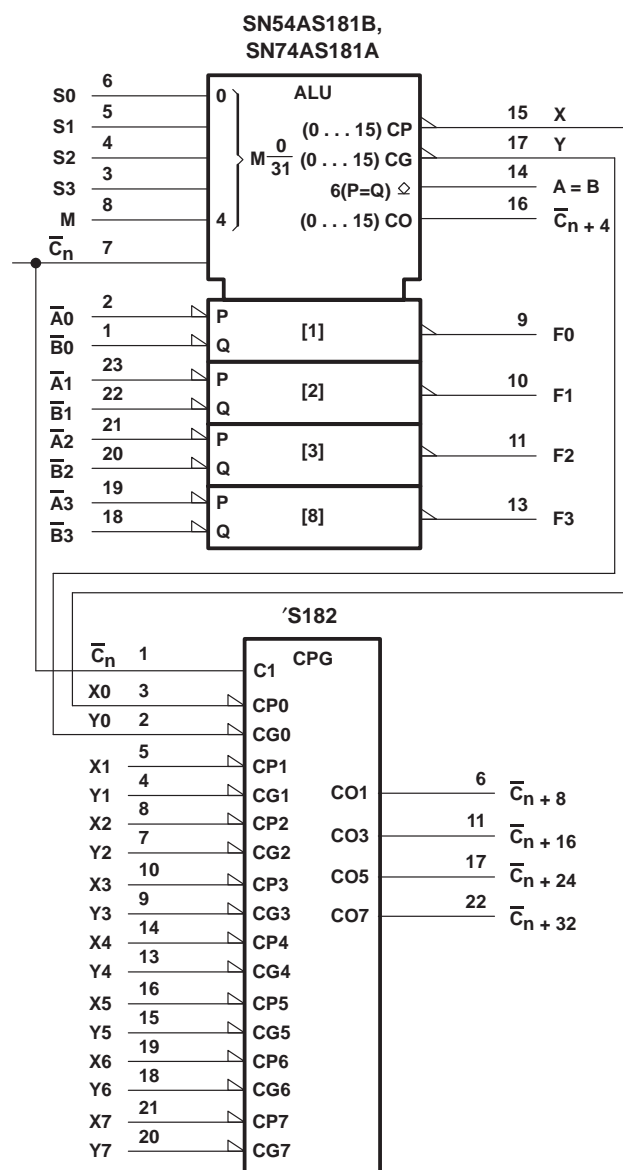 SN54AS181B,
SN74AS181A
ALU
S0 6 0
S1 5
S2 4
S3 3
M 8 4
C̅n 7
M 0/31
(0 . . . 15) CP 15 X
(0 . . . 15) CG 17 Y
6(P=Q) 14 A = B
(0 . . . 15) CO 16 C̅n + 4
A̅0 2 P
B̅0 1 Q
[1] 9 F0
A̅1 23 P
B̅1 22 Q
[2] 10 F1
A̅2 21 P
B̅2 20 Q
[3] 11 F2
A̅3 19 P
B̅3 18 Q
[8] 13 F3
′S182
CPG
C̅n 1 C1
X0 3 CP0
Y0 2 CG0
X1 5 CP1
Y1 4 CG1
X2 8 CP2
Y2 7 CG2
X3 10 CP3
Y3 9 CG3
X4 14 CP4
Y4 13 CG4
X5 16 CP5
Y5 15 CG5
X6 19 CP6
Y6 18 CG6
X7 21 CP7
Y7 20 CG7
CO1 6 C̅n + 8
CO3 11 C̅n + 16
CO5 17 C̅n + 24
CO7 22 C̅n + 32